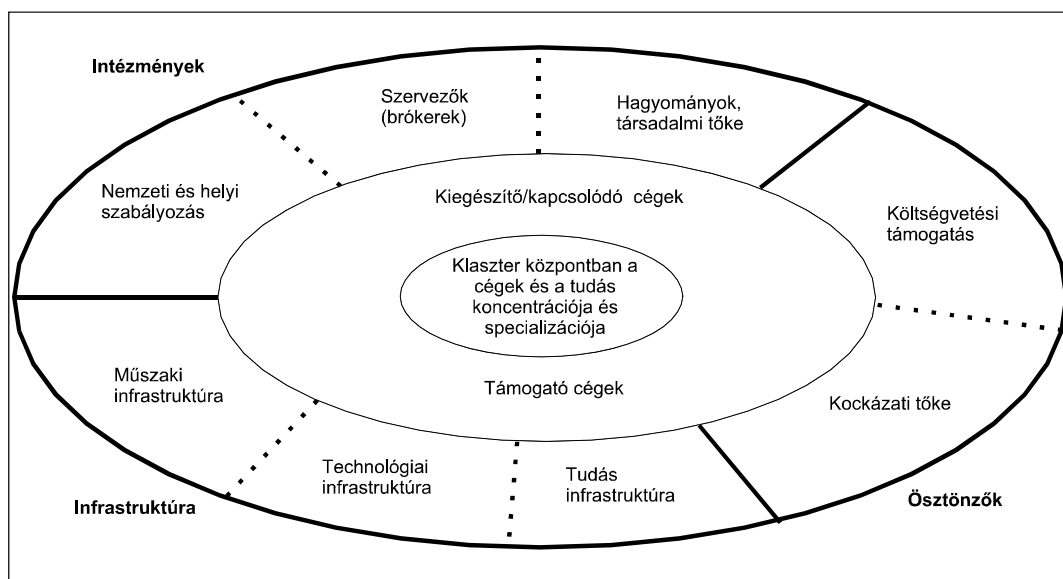 Intézmények
Szervezők
(brókerek)
Hagyományok,
társadalmi tőke
Nemzeti és helyi
szabályozás
Kiegészítő/kapcsolódó cégek
Költségvetési
támogatás
Klaszter központban a
cégek és a tudás
koncentrációja és
specializációja
Műszaki
infrastruktúra
Támogató cégek
Kockázati tőke
Technológiai
infrastruktúra
Tudás
infrastruktúra
Infrastruktúra
Ösztönzők